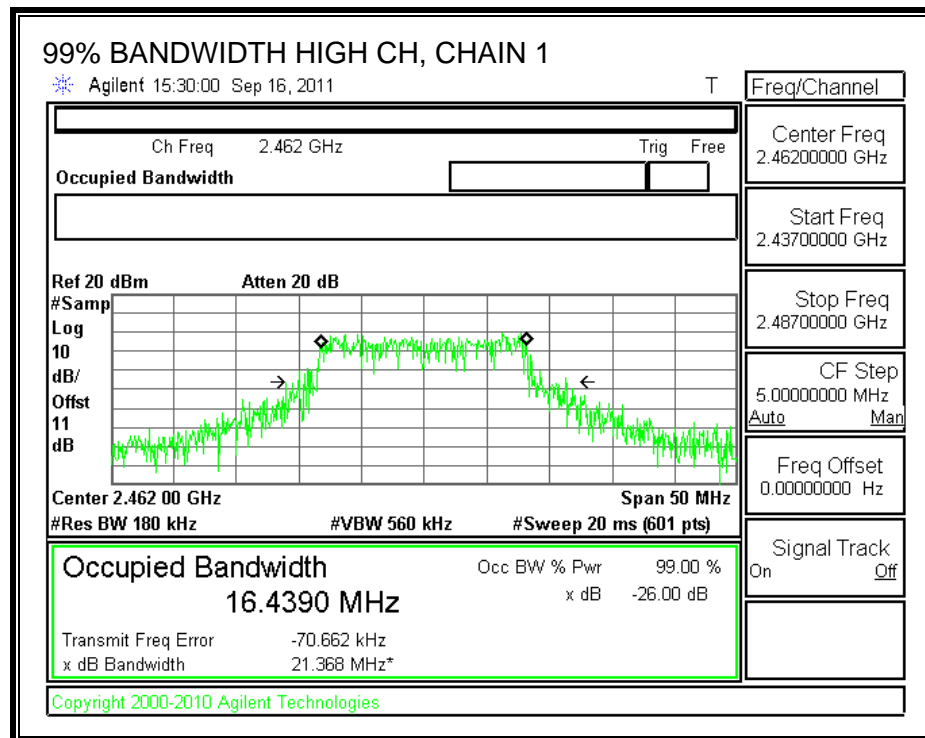 99% BANDWIDTH HIGH CH, CHAIN 1
Agilent 15:30:00 Sep 16, 2011 T
Freq/Channel
Ch Freq 2.462 GHz Trig Free
Occupied Bandwidth
Center Freq
2.46200000 GHz
Start Freq
2.43700000 GHz
Stop Freq
2.48700000 GHz
CF Step
5.00000000 MHz
Auto Man
Freq Offset
0.00000000 Hz
Signal Track
On Off
Ref 20 dBm Atten 20 dB
#Samp
Log
10
dB/
Offst
11
dB
Center 2.462 00 GHz Span 50 MHz
#Res BW 180 kHz #VBW 560 kHz #Sweep 20 ms (601 pts)
Occupied Bandwidth
16.4390 MHz
Occ BW % Pwr 99.00 %
x dB -26.00 dB
Transmit Freq Error -70.662 kHz
x dB Bandwidth 21.368 MHz*
Copyright 2000-2010 Agilent Technologies